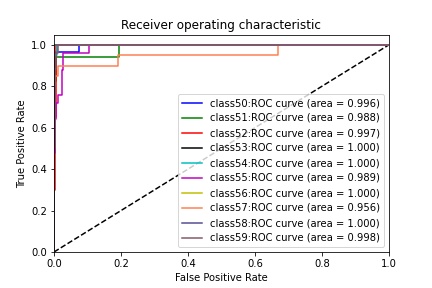 Receiver operating characteristic
True Positive Rate
1.0
0.8
0.6
0.4
0.2
0.0
class50:ROC curve (area = 0.996)
class51:ROC curve (area = 0.988)
class52:ROC curve (area = 0.997)
class53:ROC curve (area = 1.000)
class54:ROC curve (area = 1.000)
class55:ROC curve (area = 0.989)
class56:ROC curve (area = 1.000)
class57:ROC curve (area = 0.956)
class58:ROC curve (area = 1.000)
class59:ROC curve (area = 0.998)
0.0 0.2 0.4 0.6 0.8 1.0
False Positive Rate